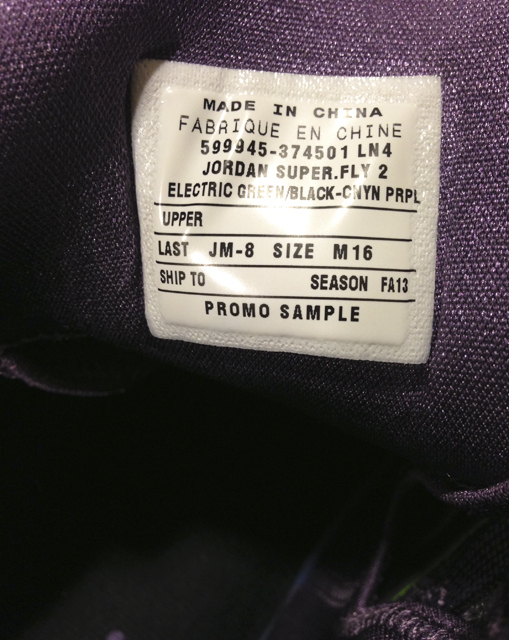 MADE IN CHINA
FABRIQUE EN CHINE
599945-374501 LN4
JORDAN SUPER.FLY 2
ELECTRIC GREEN/BLACK-CNYN PRPL
UPPER
LAST JM-8 SIZE M16
SHIP TO SEASON FA13
PROMO SAMPLE